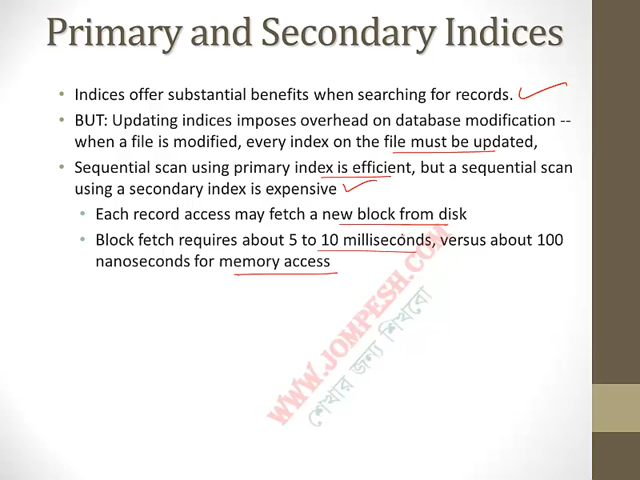 Primary and Secondary Indices
• Indices offer substantial benefits when searching for records.
• BUT: Updating indices imposes overhead on database modification --
when a file is modified, every index on the file must be updated,
• Sequential scan using primary index is efficient, but a sequential scan
using a secondary index is expensive
• Each record access may fetch a new block from disk
• Block fetch requires about 5 to 10 milliseconds, versus about 100
nanoseconds for memory access
WWW.JOMPESH.COM
শেখার জন্য শিখবো